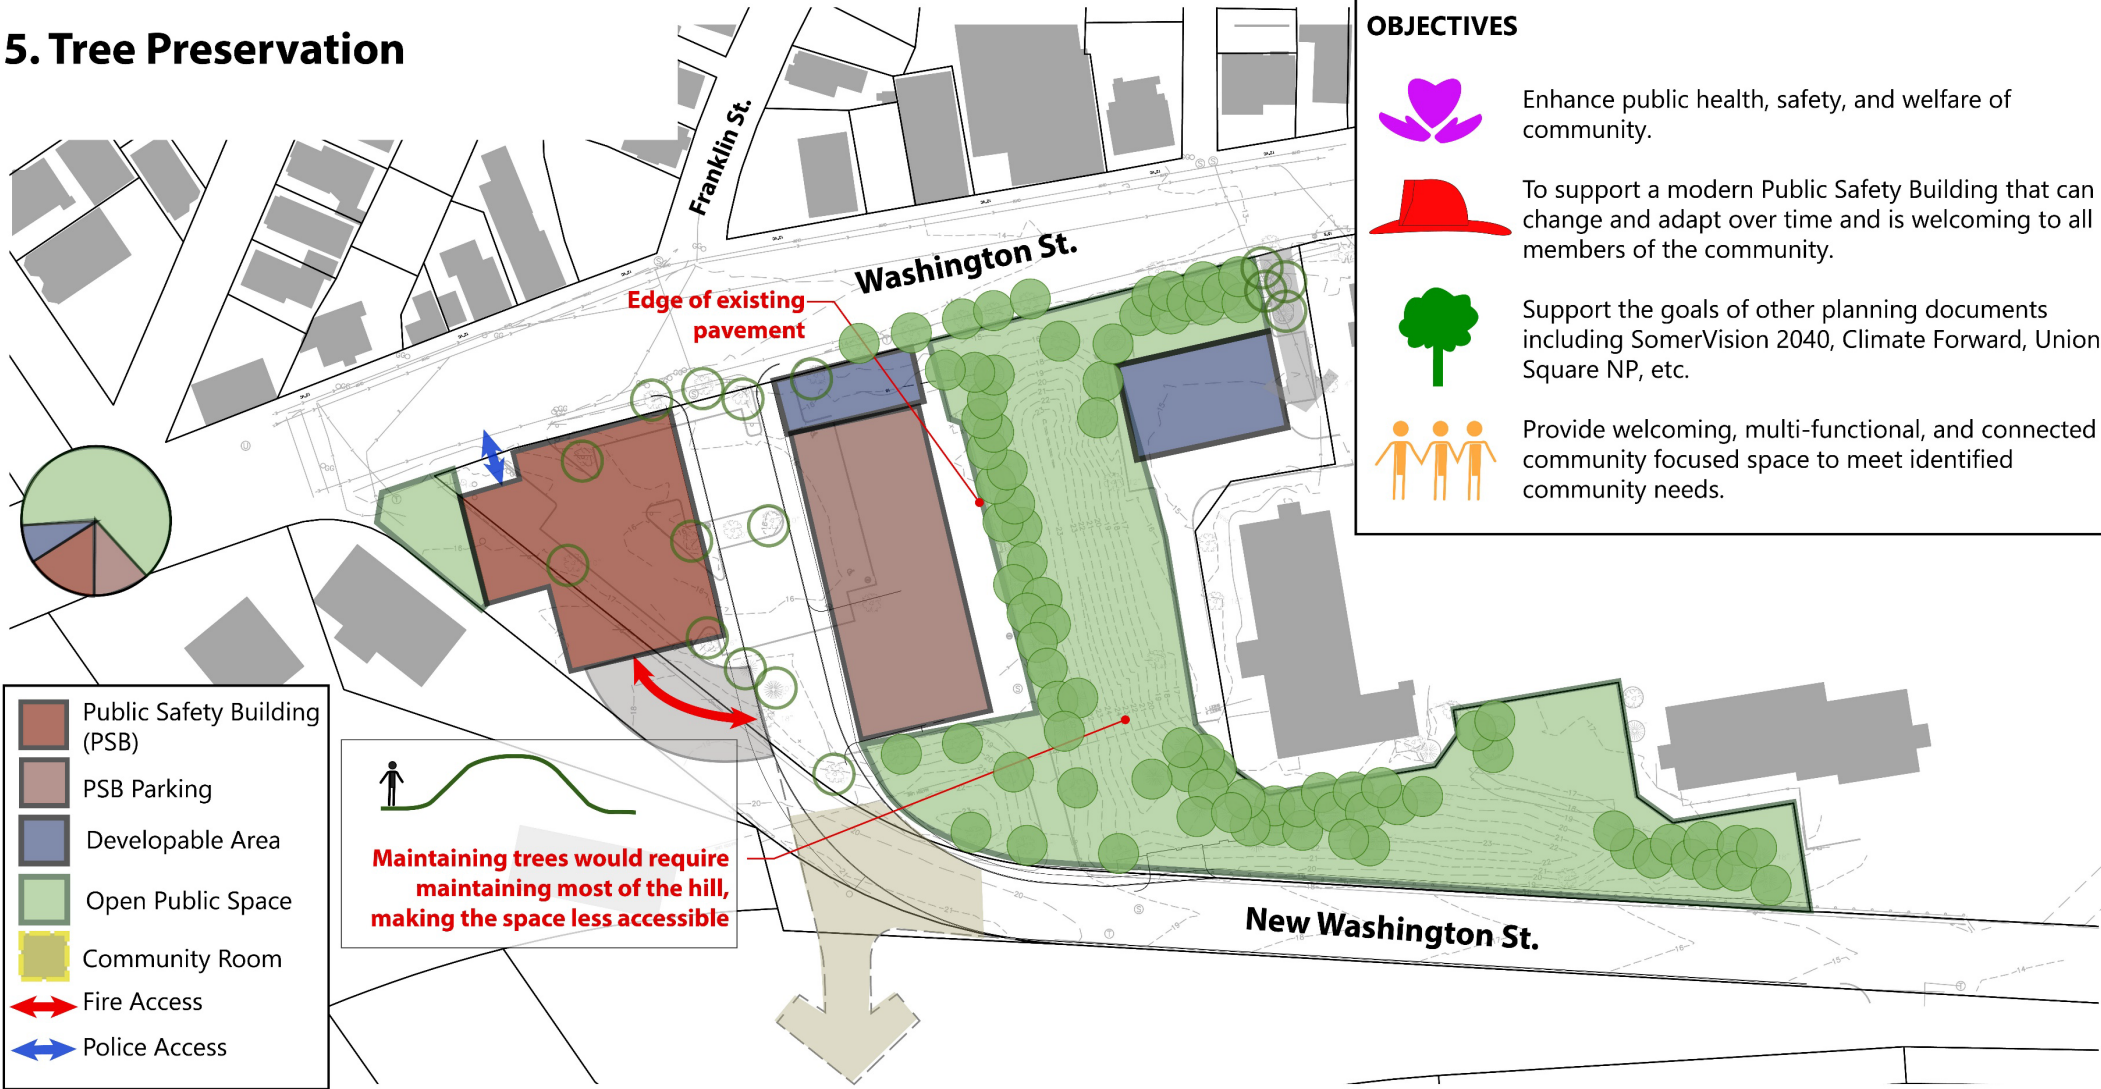 5. Tree Preservation
Franklin St.
Washington St.
Edge of existing
pavement
OBJECTIVES
Enhance public health, safety, and welfare of
community.
To support a modern Public Safety Building that can
change and adapt over time and is welcoming to all
members of the community.
Support the goals of other planning documents
including SomerVision 2040, Climate Forward, Union
Square NP, etc.
Provide welcoming, multi-functional, and connected
community focused space to meet identified
community needs.
Public Safety Building
(PSB)
PSB Parking
Developable Area
Open Public Space
Community Room
Fire Access
Police Access
Maintaining trees would require
maintaining most of the hill,
making the space less accessible
New Washington St.